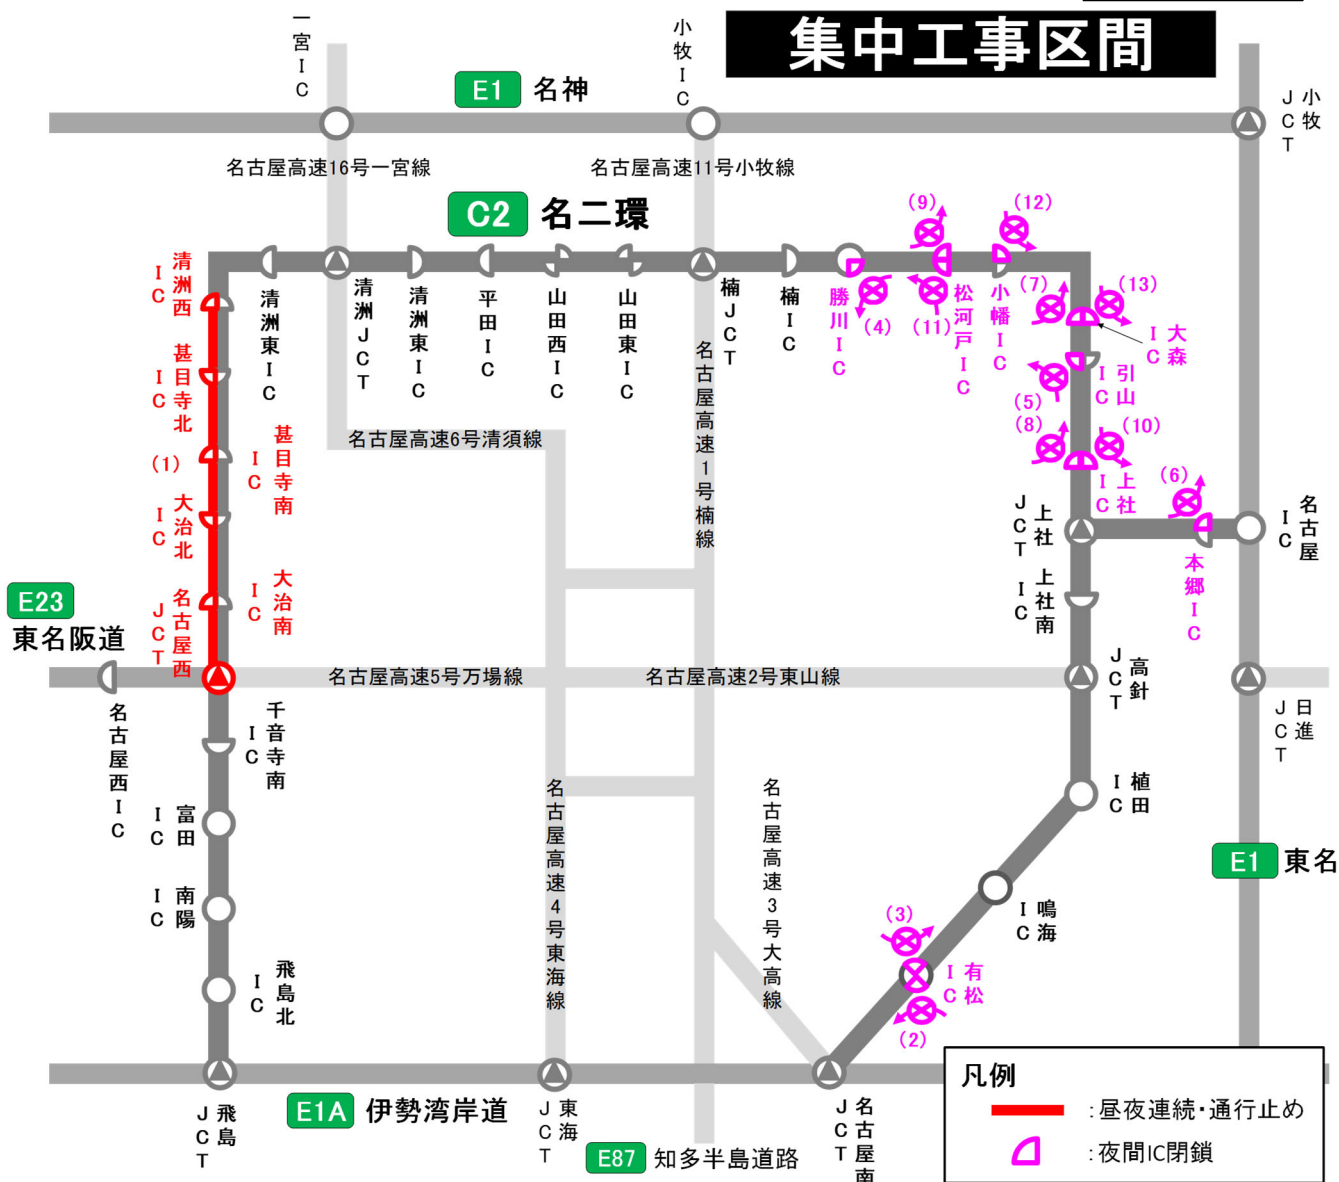 集中工事区間
一宮IC
小牧IC
E1 名神
小牧JCT
名古屋高速16号一宮線
名古屋高速11号小牧線
C2 名二環
(9)
(12)
清洲西IC
清洲東IC
清洲JCT
清洲東IC
平田IC
山田西IC
山田東IC
楠JCT
楠IC
勝川IC
(4)
(11)
松河戸IC
小幡IC
(7)
(13)
大森IC
引山IC
(5)
(8)
(10)
上社IC
(6)
甚目寺北IC
(1)
甚目寺南IC
大治北IC
大治南IC
名古屋西JCT
名古屋高速6号清須線
名古屋高速1号楠線
上社JCT
上社南IC
本郷IC
名古屋IC
E23
東名阪道
名古屋高速5号万場線
名古屋高速2号東山線
高針JCT
日進JCT
名古屋西IC
千音寺南IC
富田IC
南陽IC
飛島北IC
名古屋高速4号東海線
名古屋高速3号大高線
植田IC
E1 東名
鳴海IC
(3)
有松IC
(2)
飛島JCT
E1A 伊勢湾岸道
東海JCT
E87 知多半島道路
名古屋南JCT
凡例
:昼夜連続・通行止め
:夜間IC閉鎖